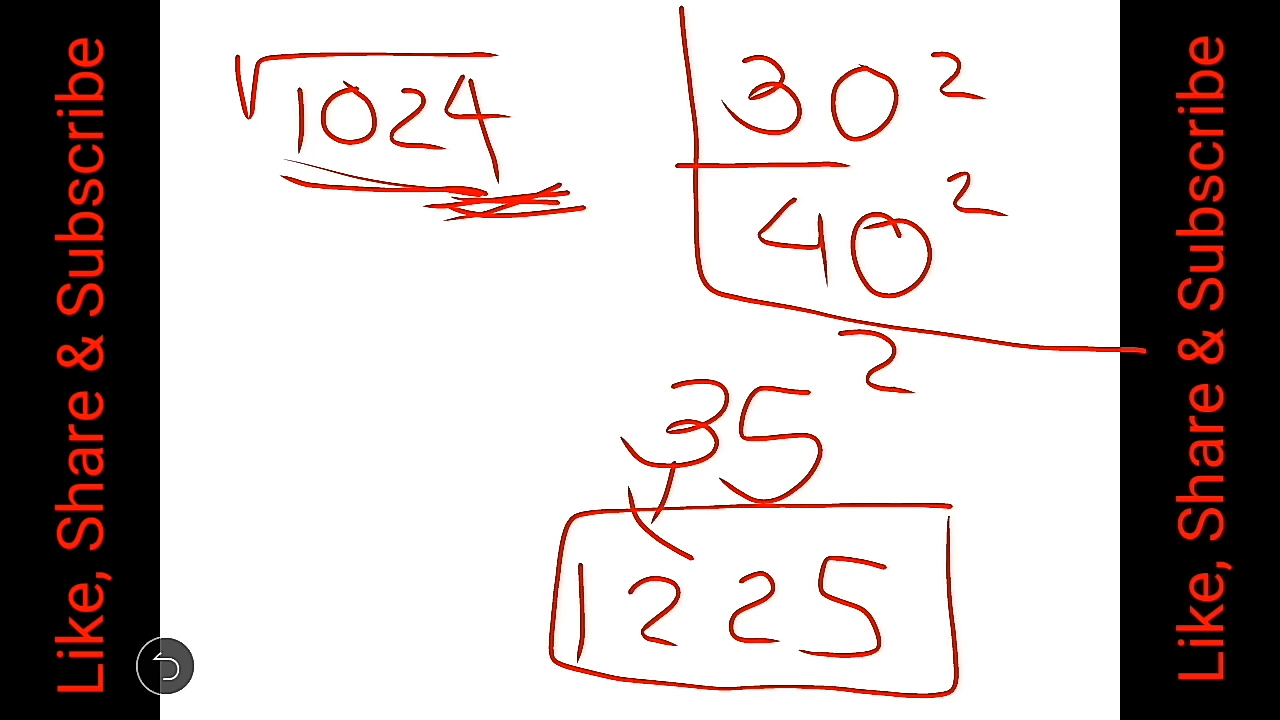 Like, Share & Subscribe
√1024
30²
40²
35²
1225
Like, Share & Subscribe